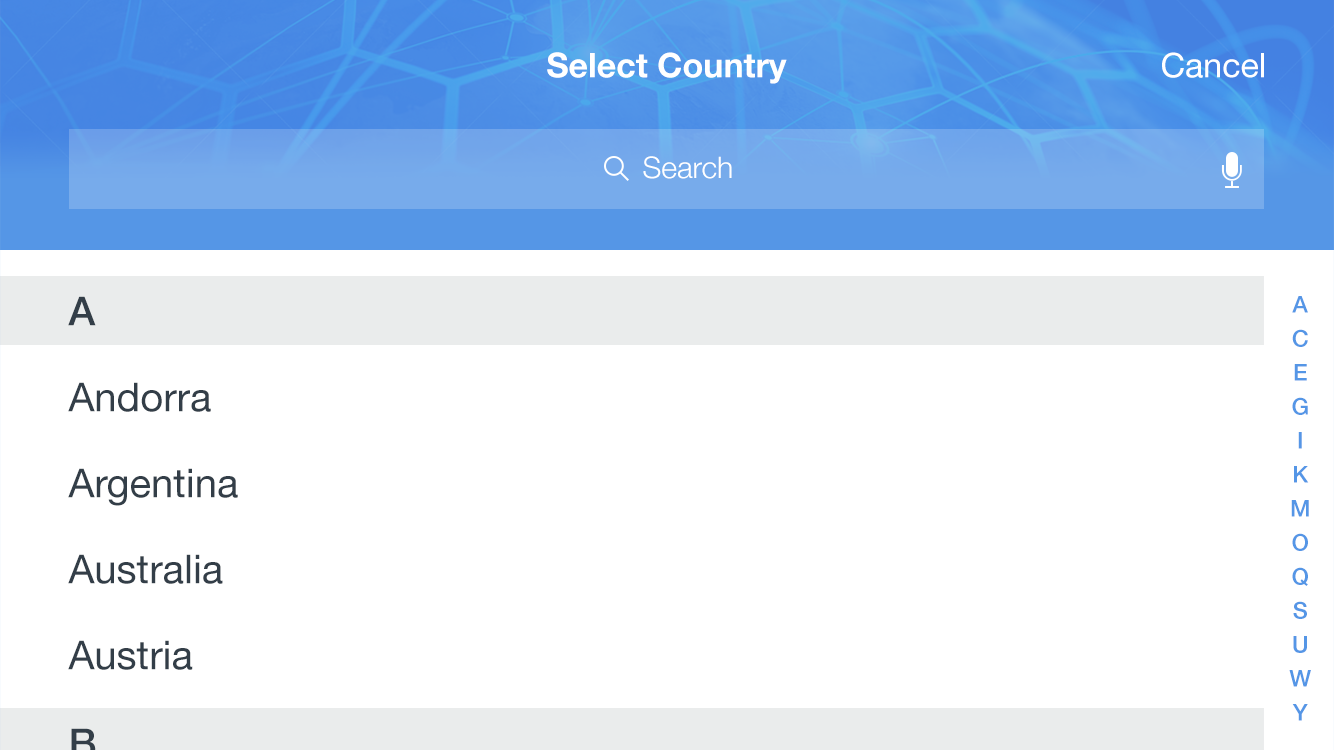 Select Country
Cancel
Search
A
Andorra
Argentina
Australia
Austria
B
A
C
E
G
I
K
M
O
Q
S
U
W
Y